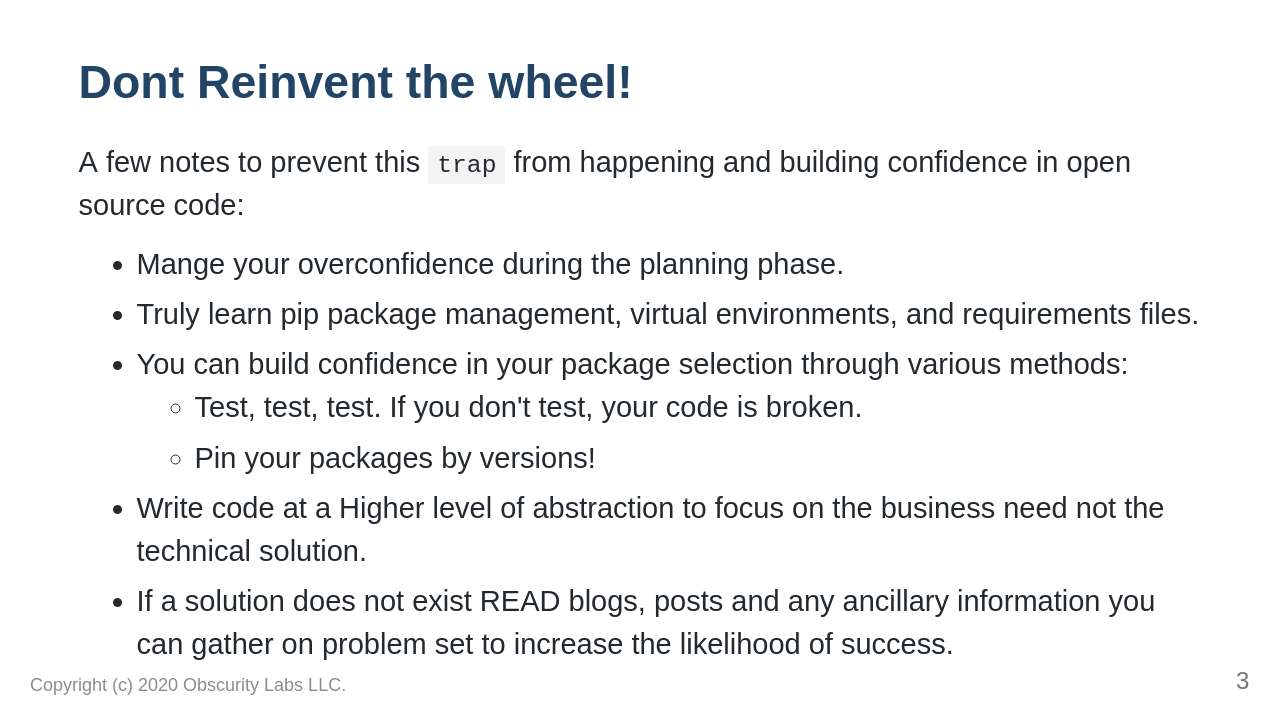 Dont Reinvent the wheel!
A few notes to prevent this trap from happening and building confidence in open
source code:
Mange your overconfidence during the planning phase.
Truly learn pip package management, virtual environments, and requirements files.
You can build confidence in your package selection through various methods:
Test, test, test. If you don't test, your code is broken.
Pin your packages by versions!
Write code at a Higher level of abstraction to focus on the business need not the
technical solution.
If a solution does not exist READ blogs, posts and any ancillary information you
can gather on problem set to increase the likelihood of success.
Copyright (c) 2020 Obscurity Labs LLC.
3